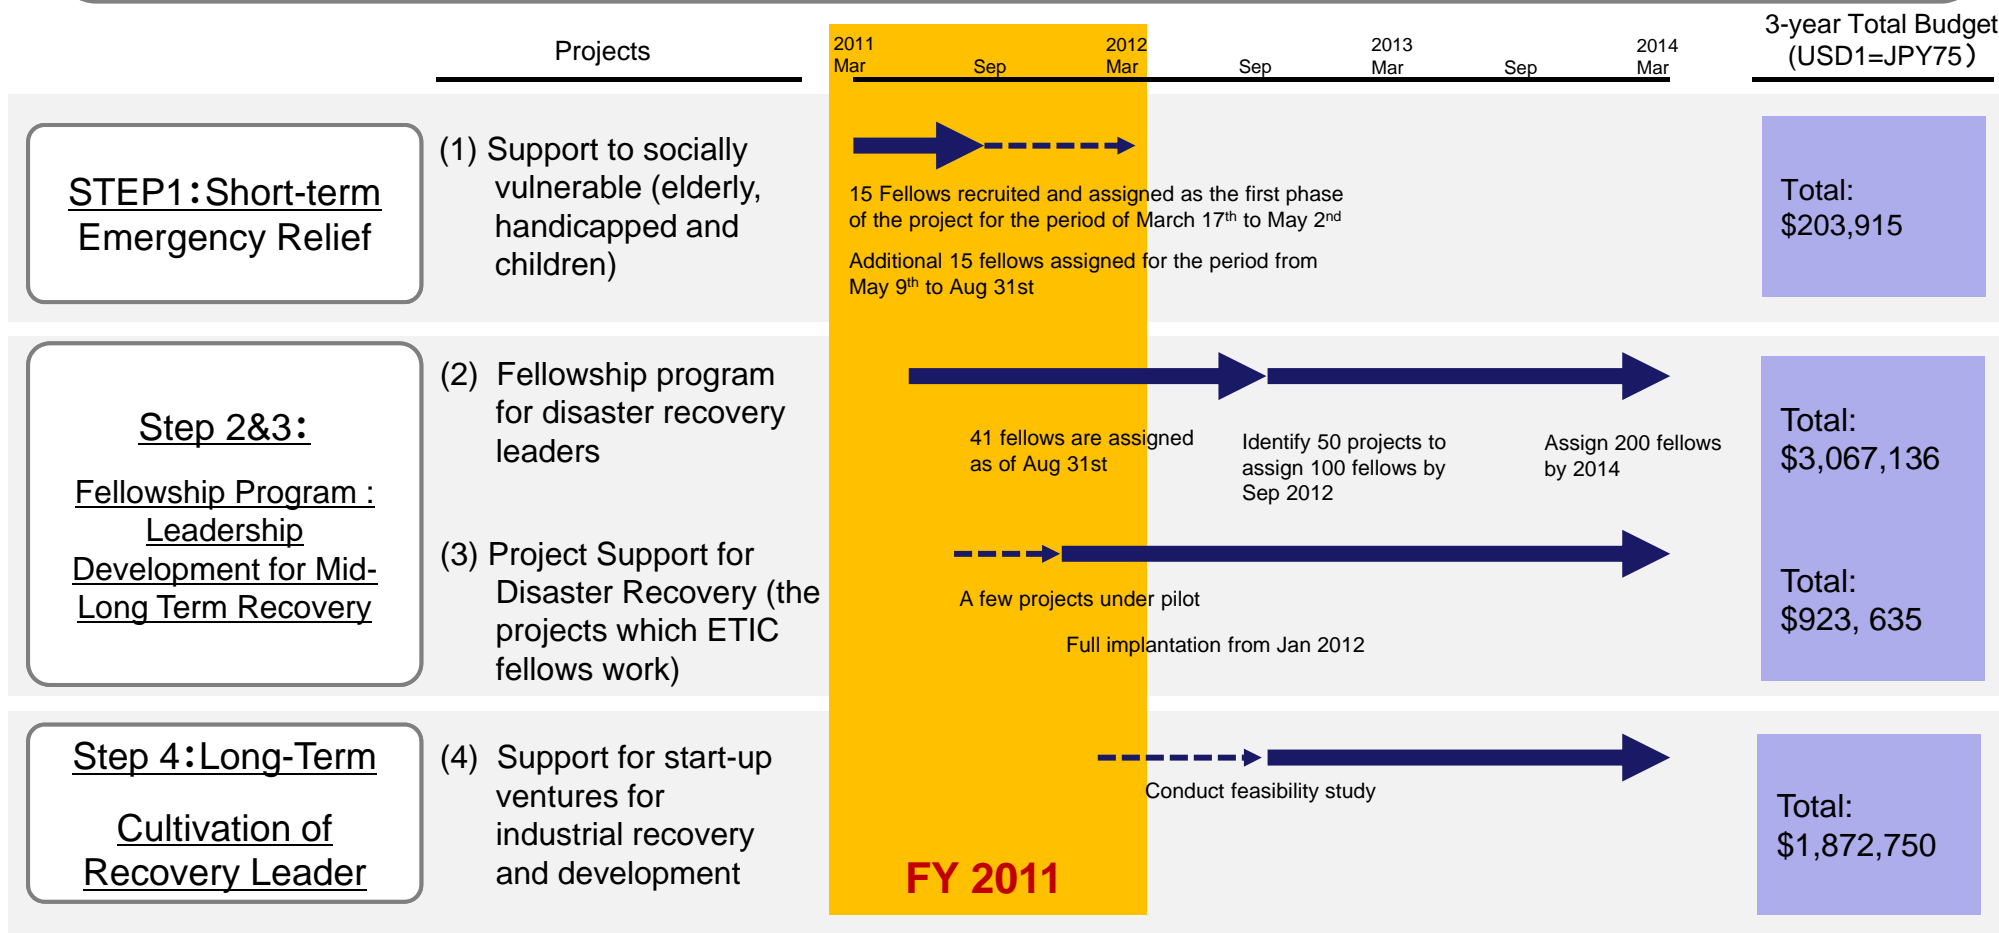 Projects
2011
Mar
Sep
2012
Mar
Sep
2013
Mar
Sep
2014
Mar
3-year Total Budget
(USD1=JPY75)
STEP1:Short-term
Emergency Relief
(1) Support to socially
vulnerable (elderly,
handicapped and
children)
15 Fellows recruited and assigned as the first phase
of the project for the period of March 17th to May 2nd
Additional 15 fellows assigned for the period from
May 9th to Aug 31st
Total:
$203,915
Step 2&3:
Fellowship Program :
Leadership
Development for Mid-
Long Term Recovery
(2) Fellowship program
for disaster recovery
leaders
41 fellows are assigned
as of Aug 31st
Identify 50 projects to
assign 100 fellows by
Sep 2012
Assign 200 fellows
by 2014
Total:
$3,067,136
(3) Project Support for
Disaster Recovery (the
projects which ETIC
fellows work)
A few projects under pilot
Full implantation from Jan 2012
Total:
$923, 635
Step 4:Long-Term
Cultivation of
Recovery Leader
(4) Support for start-up
ventures for
industrial recovery
and development
Conduct feasibility study
FY 2011
Total:
$1,872,750